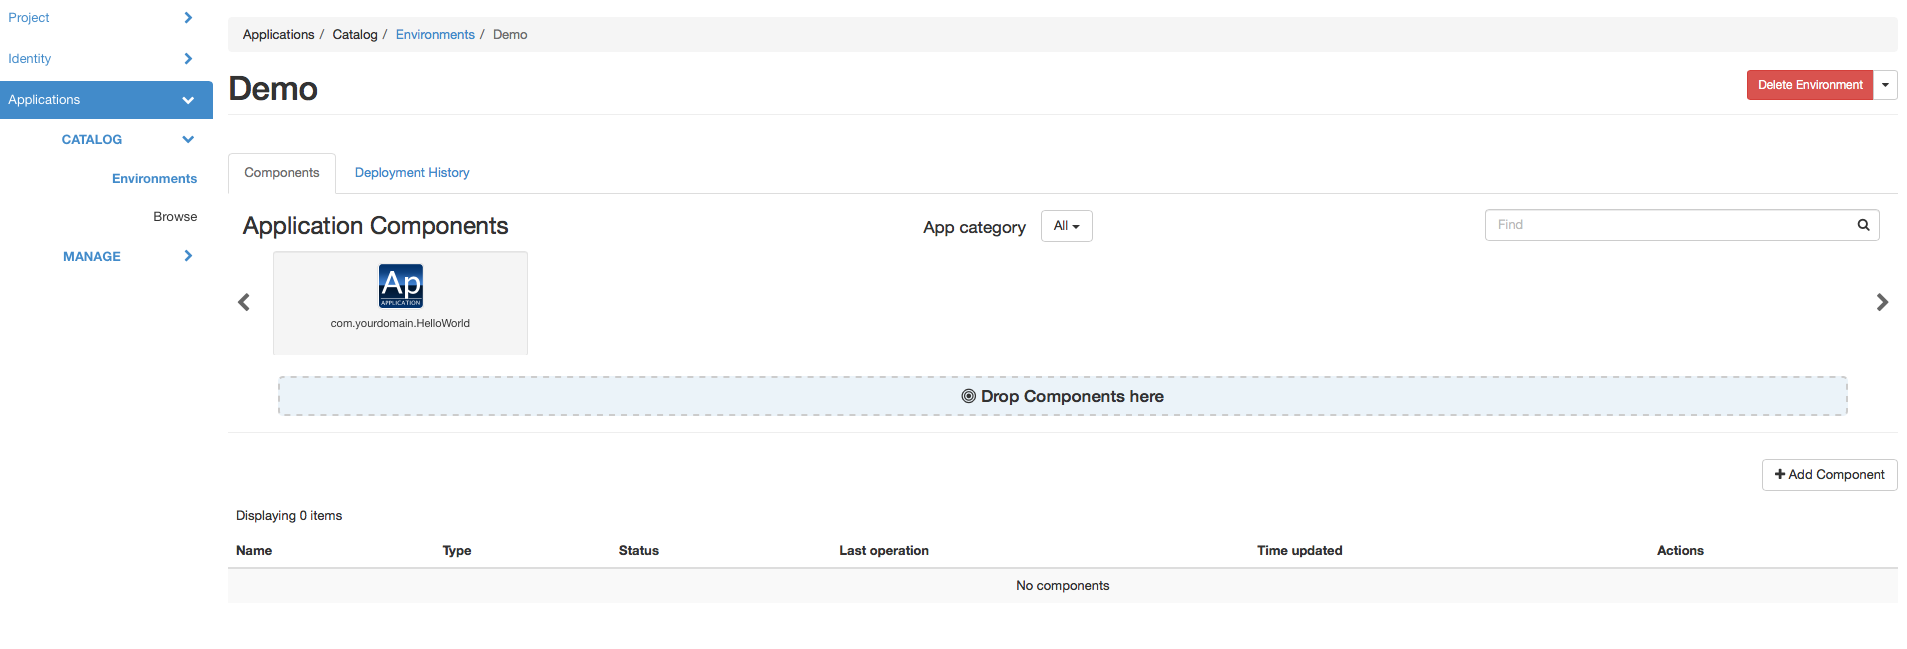 Project
Identity
Applications
CATALOG
Environments
Browse
MANAGE
Applications / Catalog / Environments / Demo
Demo
Delete Environment
Components
Deployment History
Application Components
App category
All
Find
Ap
APPLICATION
com.yourdomain.HelloWorld
Drop Components here
Add Component
Displaying 0 items
Name Type Status Last operation Time updated Actions
No components